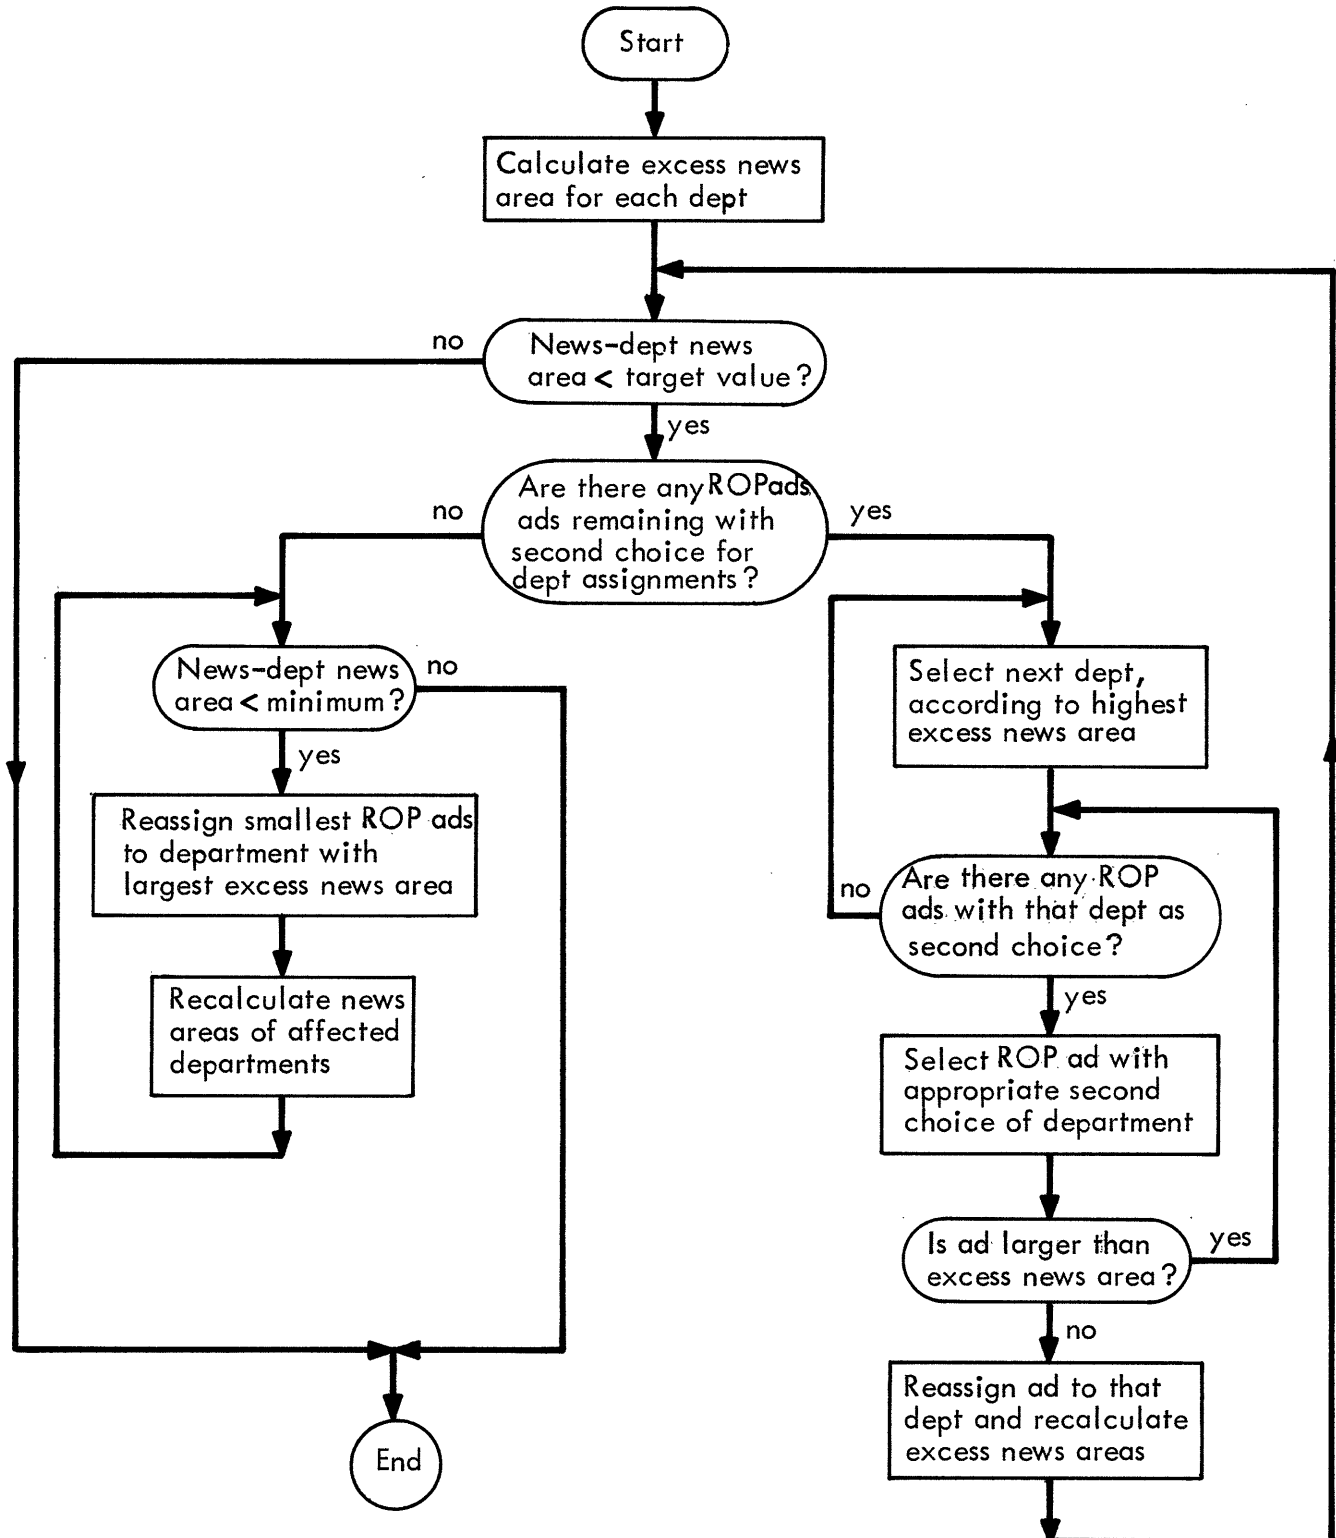 Start
Calculate excess news
area for each dept
no
News-dept news
area < target value?
yes
Are there any ROPads
ads remaining with
second choice for
dept assignments?
no
yes
News-dept news
area < minimum?
no
yes
Reassign smallest ROP ads
to department with
largest excess news area
Recalculate news
areas of affected
departments
Select next dept,
according to highest
excess news area
no
Are there any ROP
ads with that dept as
second choice?
yes
Select ROP ad with
appropriate second
choice of department
Is ad larger than
excess news area?
yes
no
Reassign ad to that
dept and recalculate
excess news areas
End